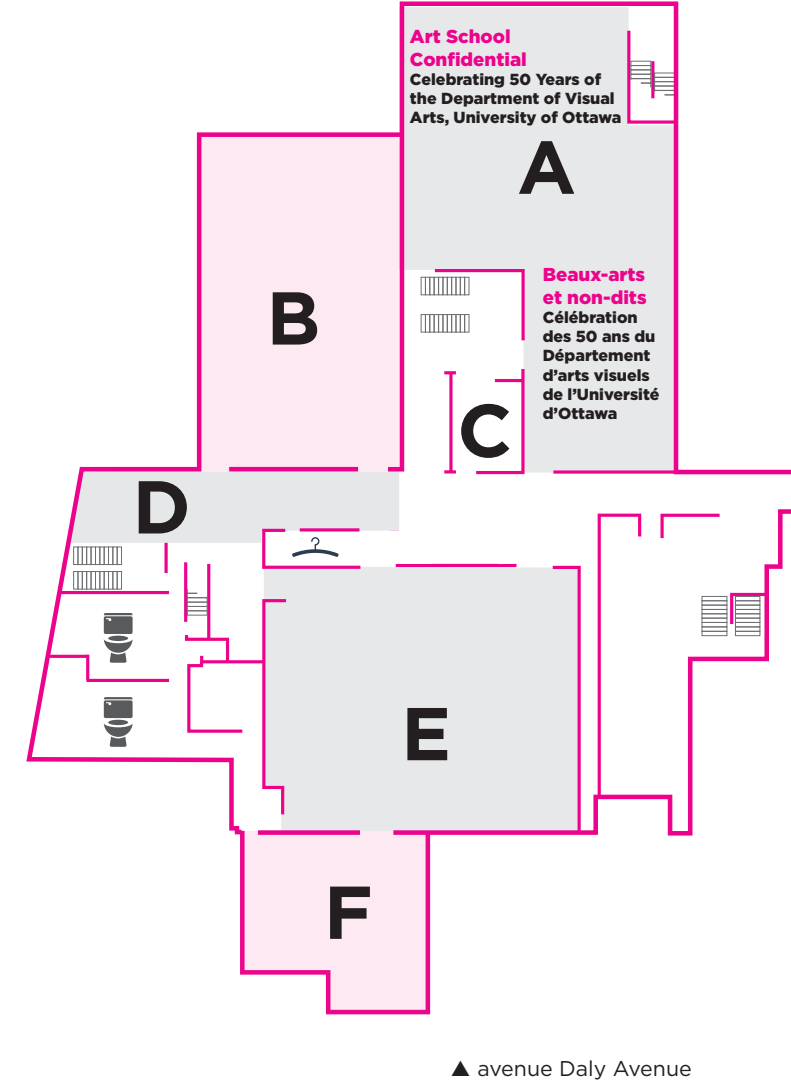 Art School
Confidential
Celebrating 50 Years of
the Department of Visual
Arts, University of Ottawa
A
Beaux-arts
et non-dits
Célébration
des 50 ans du
Département
d’arts visuels
de l’Université
d’Ottawa
B
C
D
E
F
▲ avenue Daly Avenue